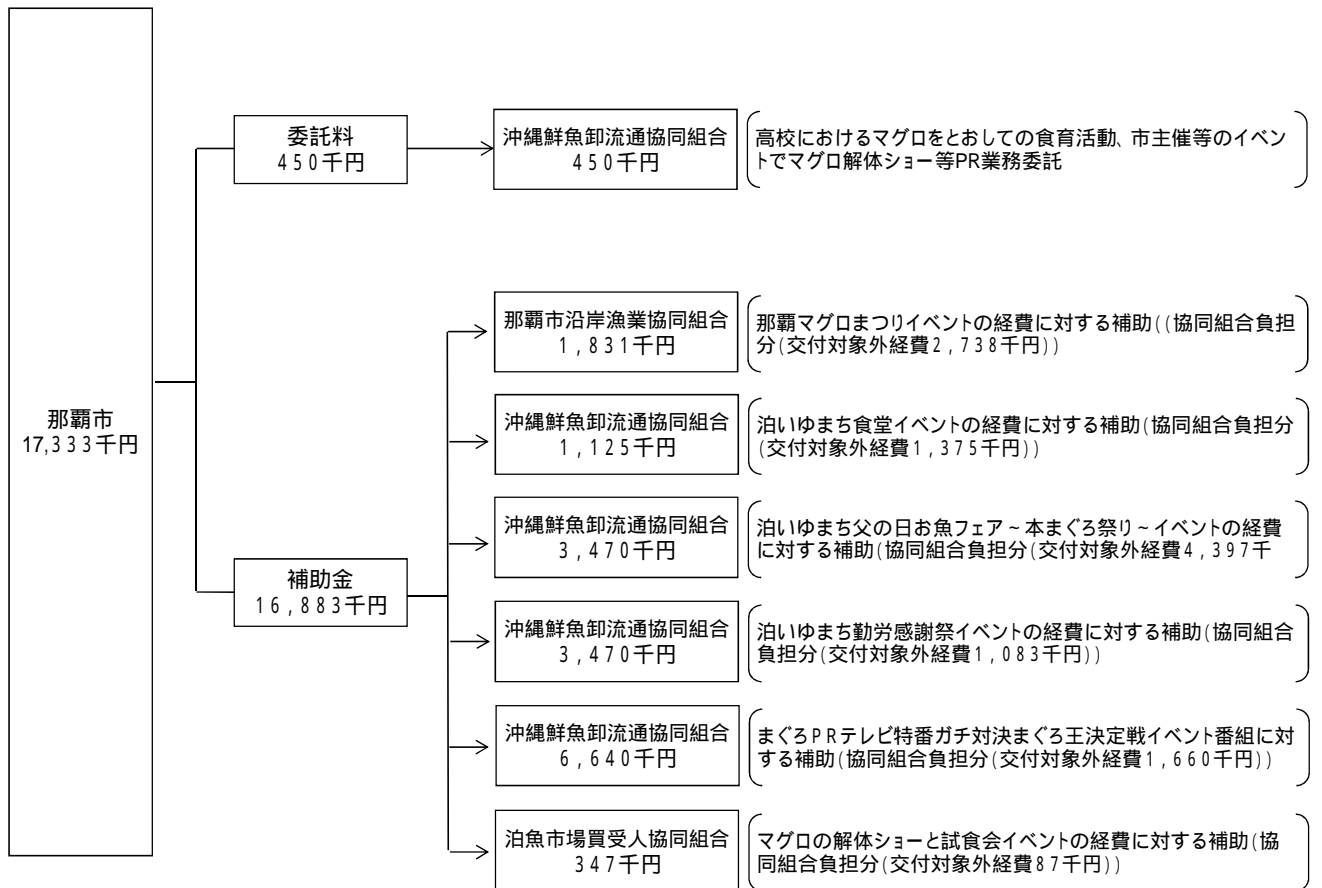 那覇市
17,333千円
委託料
450千円
沖縄鮮魚卸流通協同組合
450千円
高校におけるマグロをとおしての食育活動、市主催等のイベン
トでマグロ解体ショー等PR業務委託
補助金
16,883千円
那覇市沿岸漁業協同組合
1,831千円
那覇マグロまつりイベントの経費に対する補助((協同組合負担
分(交付対象外経費2,738千円))
沖縄鮮魚卸流通協同組合
1,125千円
泊いゆまち食堂イベントの経費に対する補助(協同組合負担分
(交付対象外経費1,375千円))
沖縄鮮魚卸流通協同組合
3,470千円
泊いゆまち父の日お魚フェア~本まぐろ祭り~イベントの経費
に対する補助(協同組合負担分(交付対象外経費4,397千
沖縄鮮魚卸流通協同組合
3,470千円
泊いゆまち勤労感謝祭イベントの経費に対する補助(協同組合
負担分(交付対象外経費1,083千円))
沖縄鮮魚卸流通協同組合
6,640千円
まぐろPRテレビ特番ガチ対決まぐろ王決定戦イベント番組に対
する補助(協同組合負担分(交付対象外経費1,660千円))
泊魚市場買受人協同組合
347千円
マグロの解体ショーと試食会イベントの経費に対する補助(協
同組合負担分(交付対象外経費87千円))